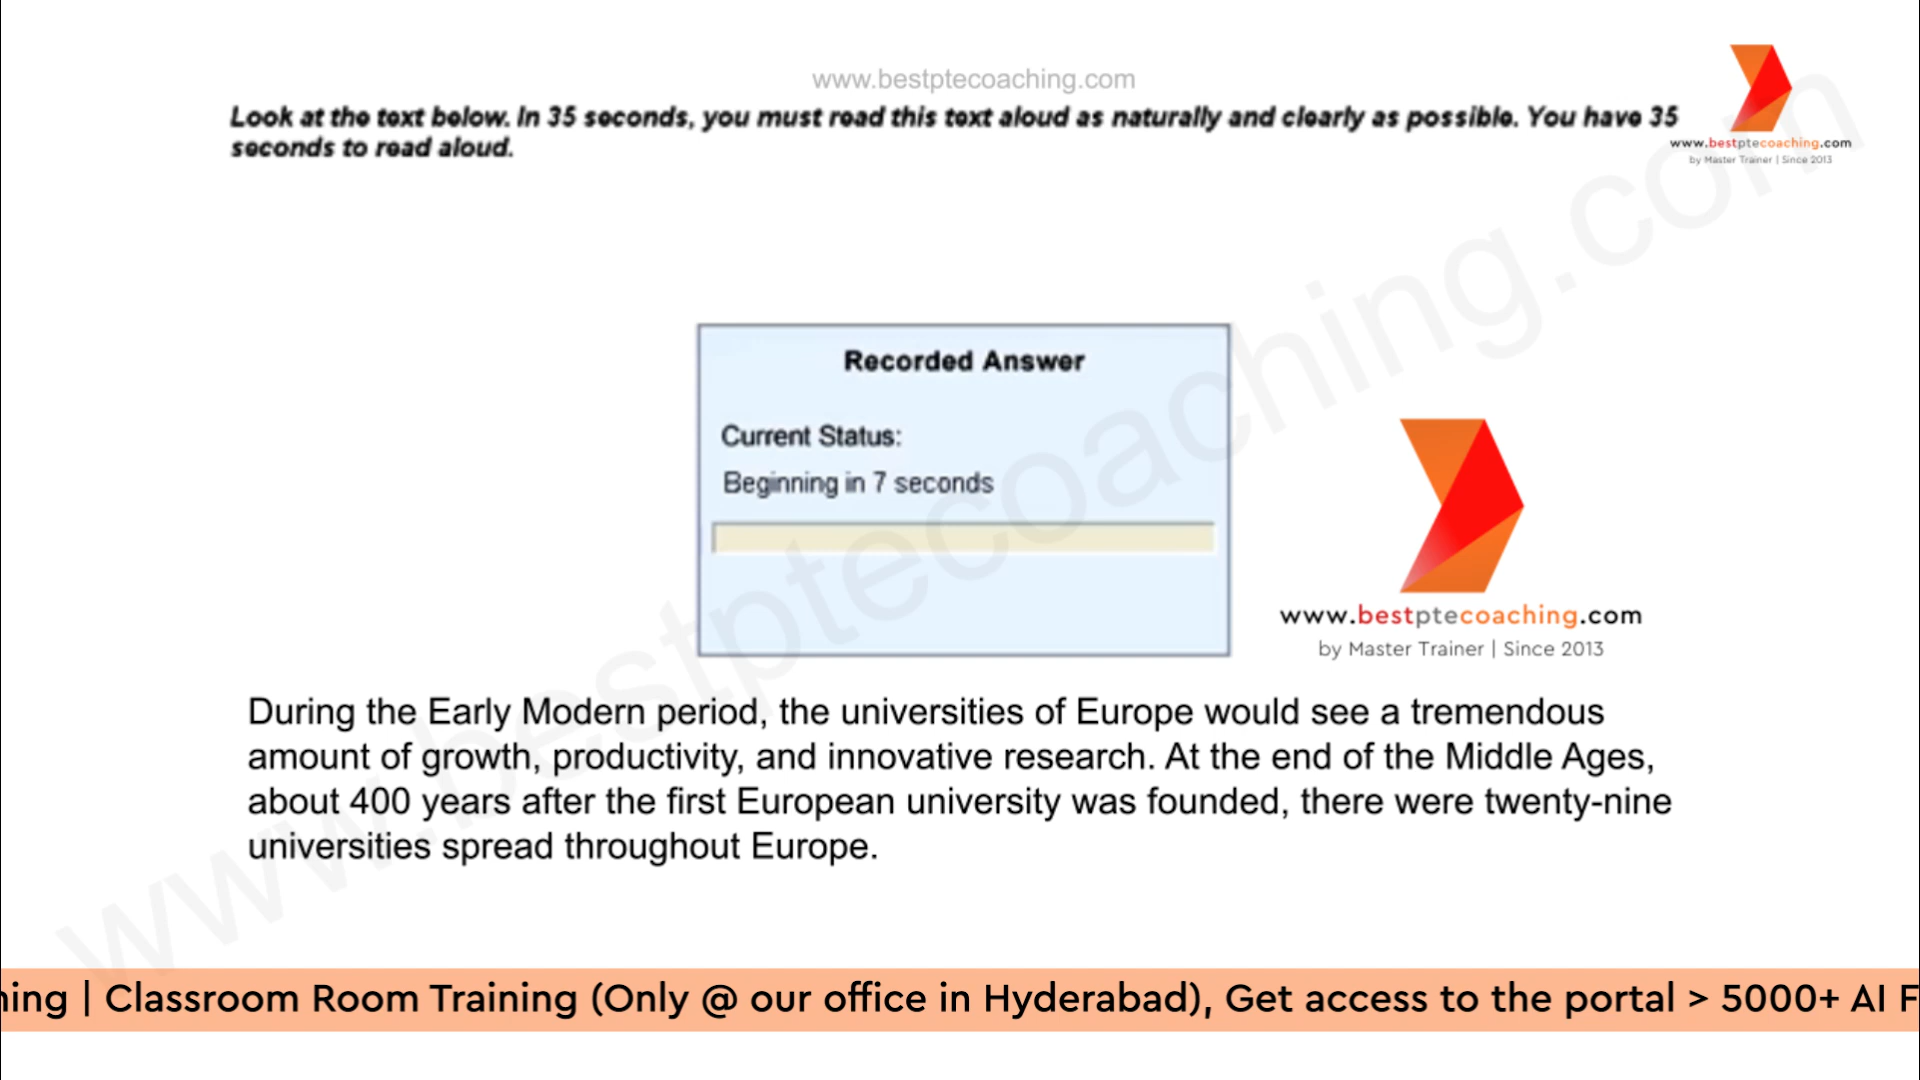 www.bestptecoaching.com
Look at the text below. In 35 seconds, you must read this text aloud as naturally and clearly as possible. You have 35
seconds to read aloud.
www.bestptecoaching.com
by Master Trainer | Since 2013
Recorded Answer
Current Status:
Beginning in 7 seconds
www.bestptecoaching.com
by Master Trainer | Since 2013
During the Early Modern period, the universities of Europe would see a tremendous
amount of growth, productivity, and innovative research. At the end of the Middle Ages,
about 400 years after the first European university was founded, there were twenty-nine
universities spread throughout Europe.
www.bestptecoaching.com
hing | Classroom Room Training (Only @ our office in Hyderabad), Get access to the portal > 5000+ AI F